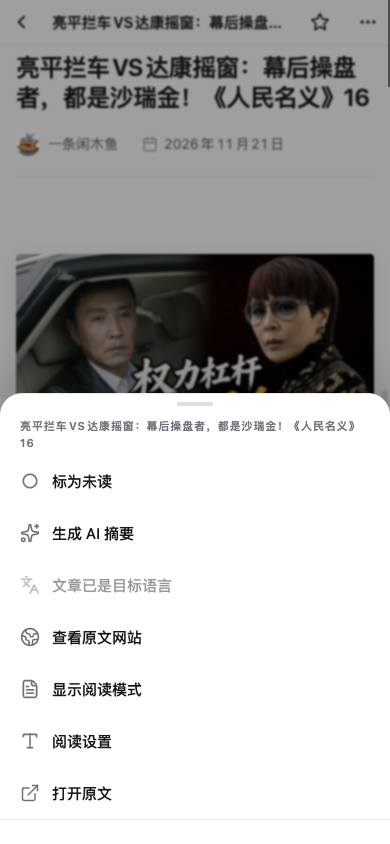 亮平拦车VS达康摇窗：幕后操盘...
亮平拦车VS达康摇窗：幕后操盘
者，都是沙瑞金！《人民名义》16
一条闲木鱼 2026年11月21日
权力杠杆
亮平拦车VS达康摇窗：幕后操盘者，都是沙瑞金！《人民名义》
16
标为未读
生成 AI 摘要
文章已是目标语言
查看原文网站
显示阅读模式
阅读设置
打开原文